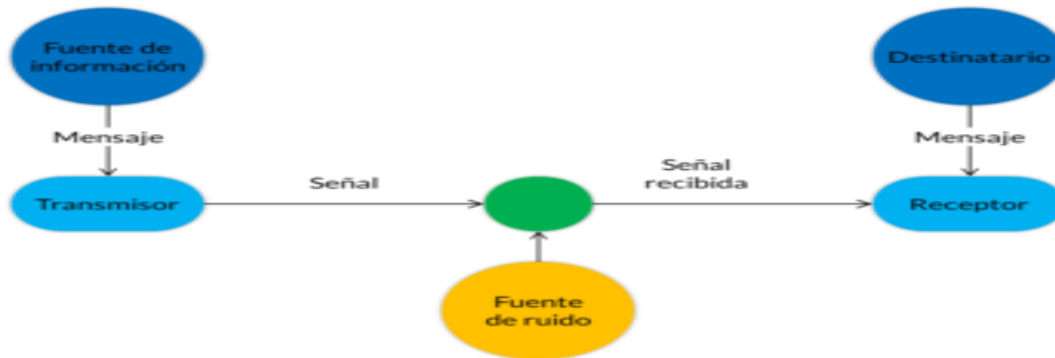 Fuente de
información
Destinatario
Mensaje
Mensaje
Transmisor
Señal
Señal
recibida
Receptor
Fuente
de ruido